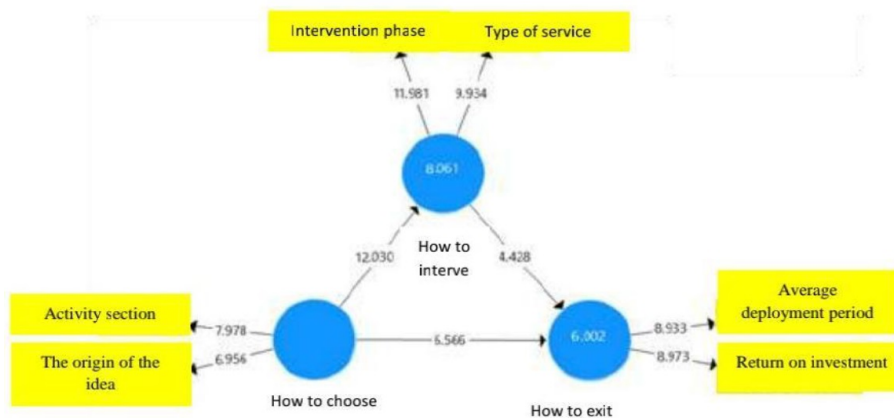 Intervention phase Type of service
11.981 9.934
8.061
How to
interve
12.030 4.428
Activity section
7.978
The origin of the
idea
6.956
6.566
6.002
Average
deployment period
8.933
8.973
Return on investment
How to choose
How to exit